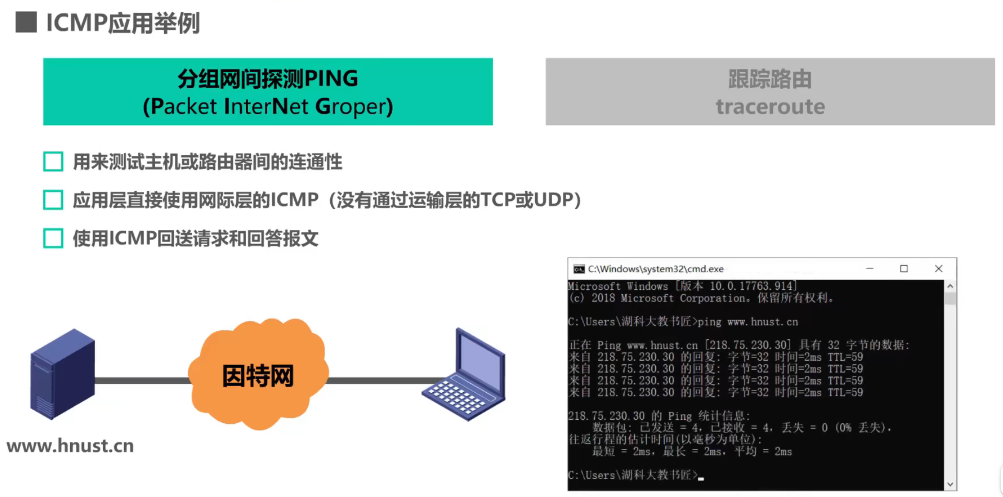 ICMP应用举例
分组网间探测PING
(Packet InterNet Groper)
跟踪路由
traceroute
用来测试主机或路由器间的连通性
应用层直接使用网际层的ICMP（没有通过运输层的TCP或UDP）
使用ICMP回送请求和回答报文
因特网
www.hnust.cn
C:\Windows\system32\cmd.exe
Microsoft Windows [版本 10.0.17763.914]
(c) 2018 Microsoft Corporation。保留所有权利。
C:\Users\湖科大教书匠>ping www.hnust.cn
正在 Ping www.hnust.cn [218.75.230.30] 具有 32 字节的数据:
来自 218.75.230.30 的回复: 字节=32 时间=2ms TTL=59
来自 218.75.230.30 的回复: 字节=32 时间=2ms TTL=59
来自 218.75.230.30 的回复: 字节=32 时间=2ms TTL=59
来自 218.75.230.30 的回复: 字节=32 时间=2ms TTL=59
218.75.230.30 的 Ping 统计信息:
数据包: 已发送 = 4，已接收 = 4，丢失 = 0 (0% 丢失)，
往返行程的估计时间(以毫秒为单位):
最短 = 2ms，最长 = 2ms，平均 = 2ms
C:\Users\湖科大教书匠>